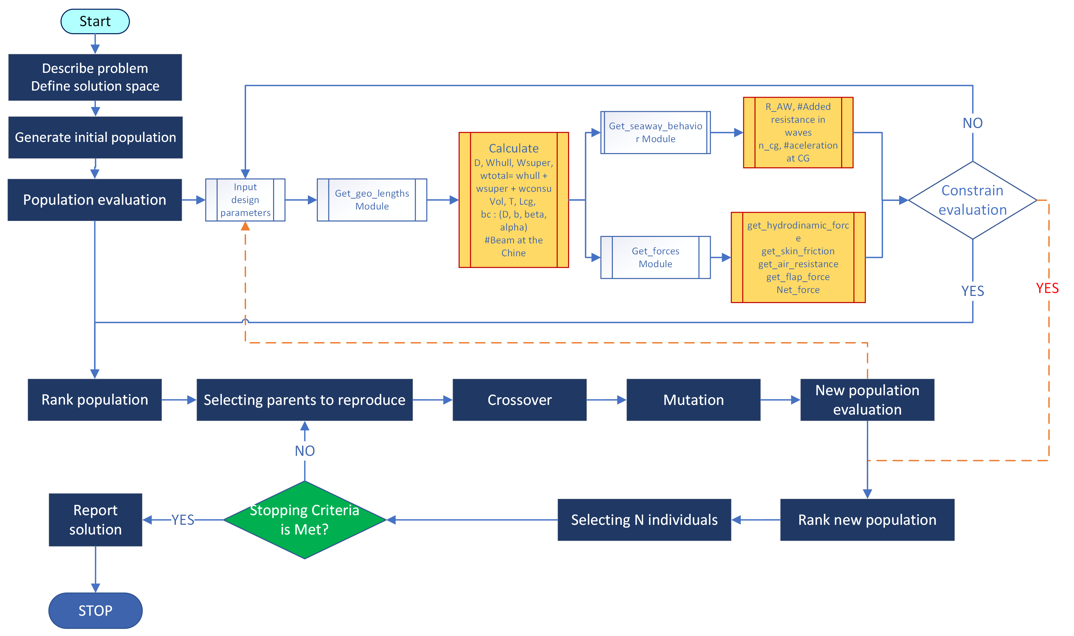 Start
Describe problem
Define solution space
Generate initial population
Population evaluation
Input
design
parameters
Get_geo_lengths
Module
Calculate
D, Whull, Wsuper,
wtotal= whull +
wsuper + wconsu
Vol, T, Lcg,
bc : (D, b, beta,
alpha)
#Beam at the
Chine
Get_seaway_behavio
r Module
R_AW, #Added
resistance in
waves
n_cg, #aceleration
at CG
Get_forces
Module
get_hydrodinamic_forc
e
get_skin_friction
get_air_resistance
get_flap_force
Net_force
NO
Constrain
evaluation
YES
YES
Rank population
Selecting parents to reproduce
Crossover
Mutation
New population
evaluation
NO
Report
solution
YES
Stopping Criteria
is Met?
Selecting N individuals
Rank new population
STOP